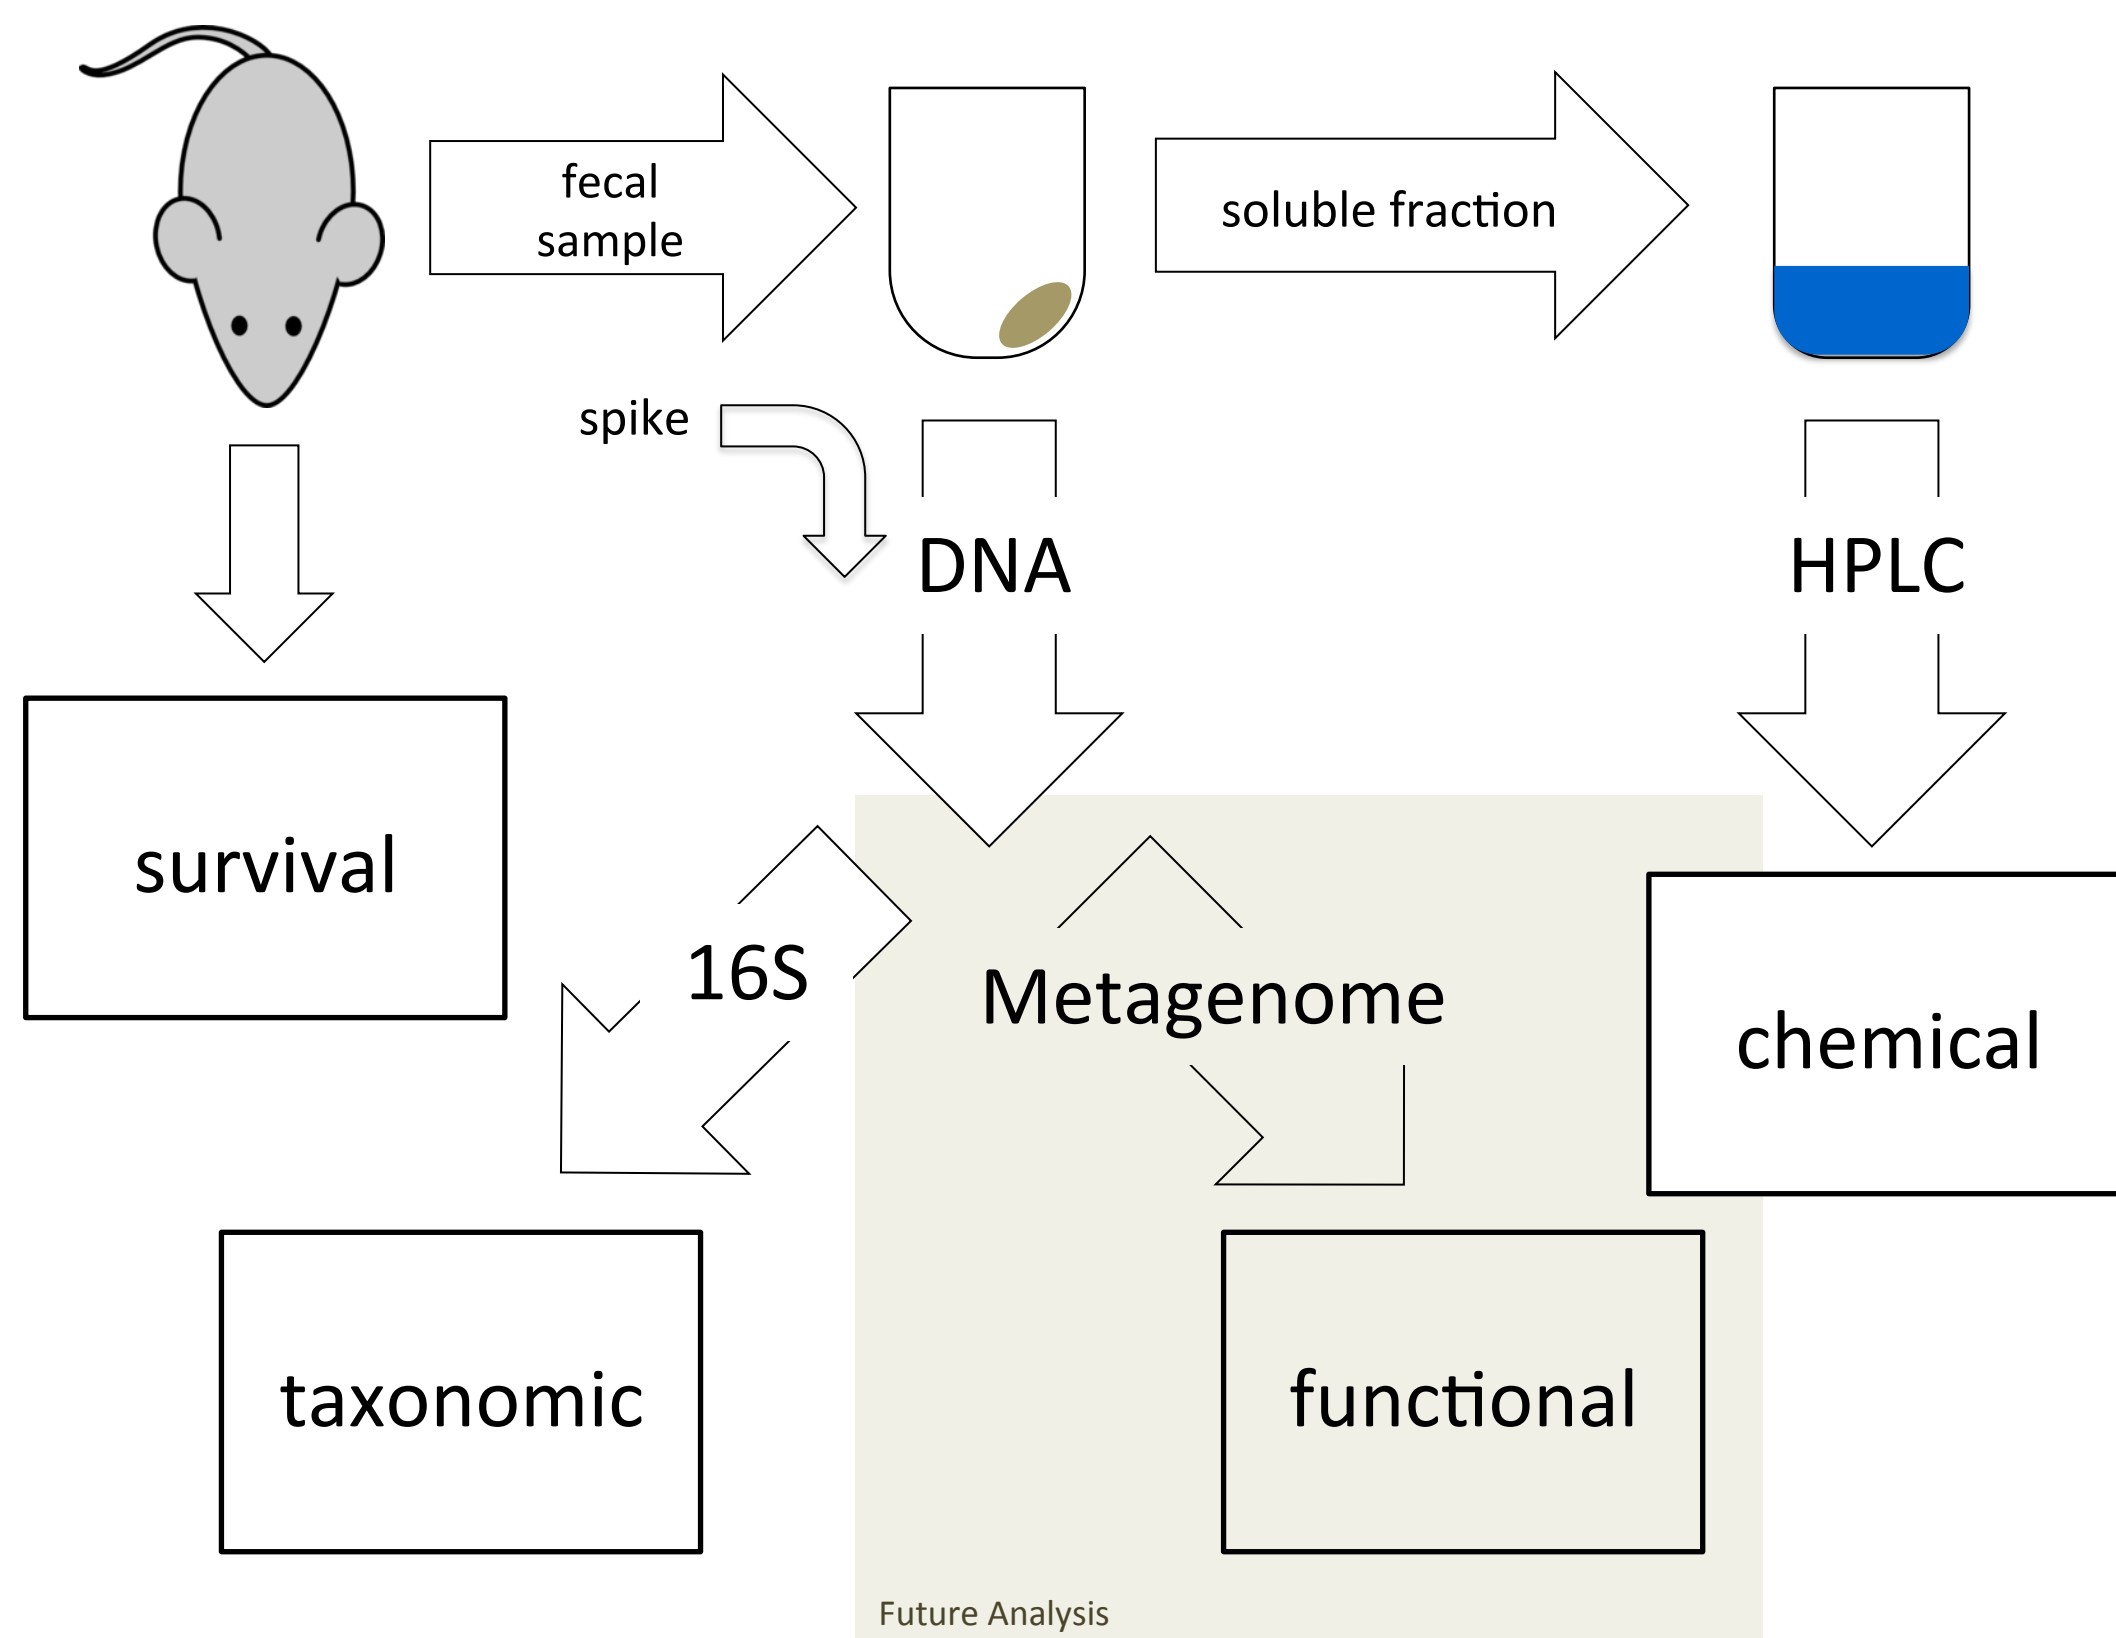 fecal
sample
soluble fraction
spike
DNA
HPLC
survival
16S
Metagenome
chemical
taxonomic
functional
Future Analysis